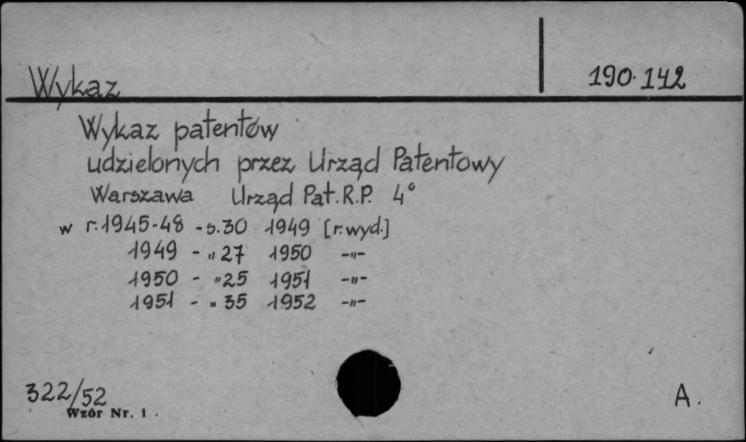 Wykaz
190.142
Wykaz patentów
udzielonych przez Urząd Patentowy
Warszawa Urząd Pat. R.P. 4°
w r. 1945-48 - s. 30 1949 [r. wyd.]
1949 - „ 27 1950 -„-
1950 - „ 25 1951 -„-
1951 - „ 35 1952 -„-
322/52
Wzór Nr. 1
A.